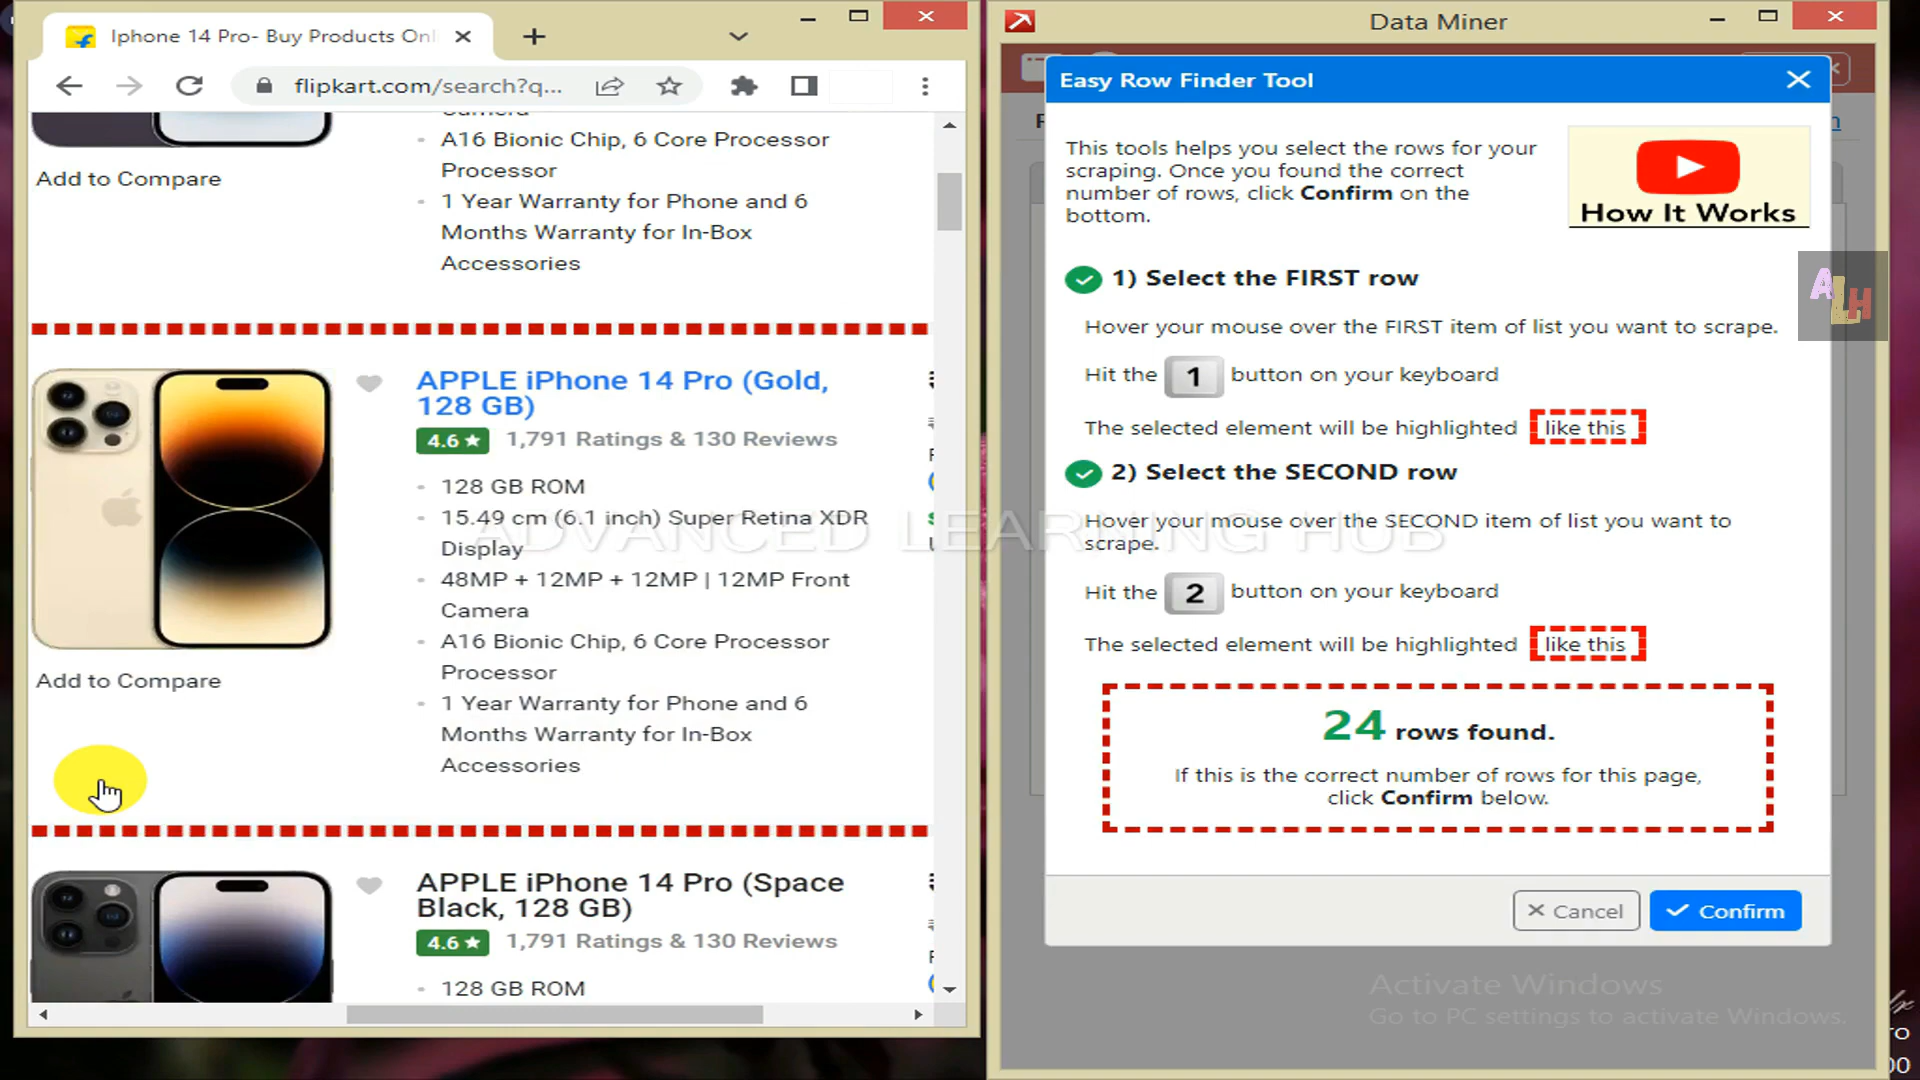 Iphone 14 Pro- Buy Products Onl
flipkart.com/search?q...
Camera
A16 Bionic Chip, 6 Core Processor
Processor
Add to Compare
1 Year Warranty for Phone and 6
Months Warranty for In-Box
Accessories
APPLE iPhone 14 Pro (Gold,
128 GB)
4.6 ★ 1,791 Ratings & 130 Reviews
128 GB ROM
15.49 cm (6.1 inch) Super Retina XDR
Display
48MP + 12MP + 12MP | 12MP Front
Camera
A16 Bionic Chip, 6 Core Processor
Processor
Add to Compare
1 Year Warranty for Phone and 6
Months Warranty for In-Box
Accessories
APPLE iPhone 14 Pro (Space
Black, 128 GB)
4.6 ★ 1,791 Ratings & 130 Reviews
128 GB ROM
ADVANCED LEARNING HUB
Data Miner
Easy Row Finder Tool
This tools helps you select the rows for your
scraping. Once you found the correct
number of rows, click Confirm on the
bottom.
How It Works
ALH
1) Select the FIRST row
Hover your mouse over the FIRST item of list you want to scrape.
Hit the 1 button on your keyboard
The selected element will be highlighted like this
2) Select the SECOND row
Hover your mouse over the SECOND item of list you want to
scrape.
Hit the 2 button on your keyboard
The selected element will be highlighted like this
24 rows found.
If this is the correct number of rows for this page,
click Confirm below.
Cancel
Confirm
Activate Windows
Go to PC settings to activate Windows.